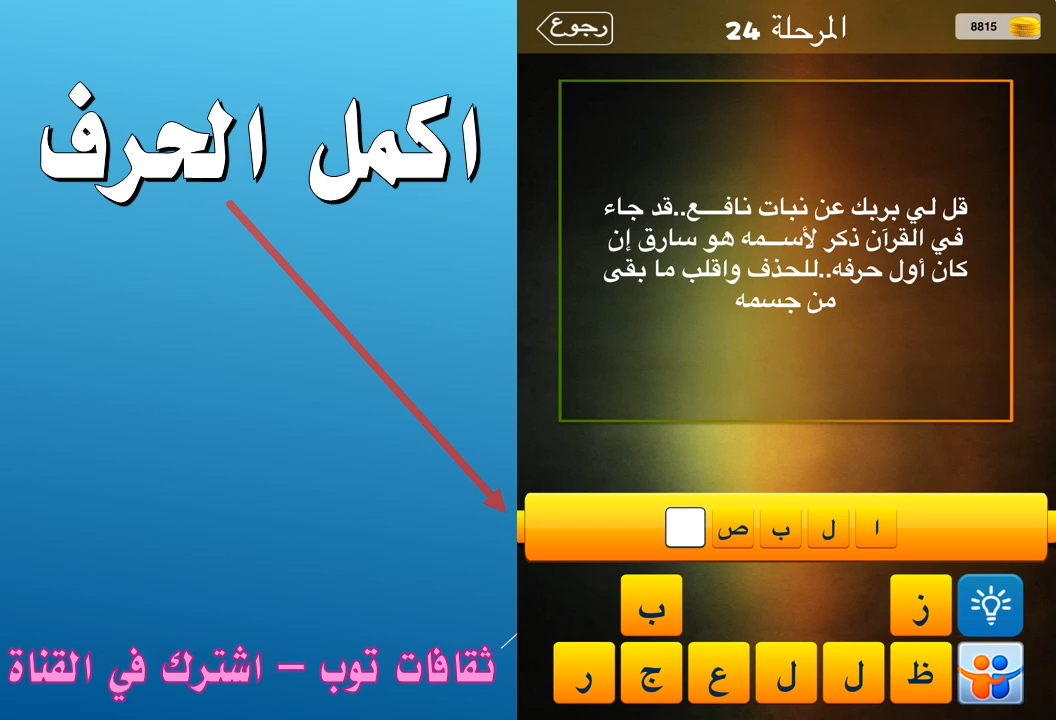 اكمل الحرف
ثقافات توب – اشترك في القناة
رجوع
المرحلة 24
8815
قل لي بربك عن نبات نافـــع..قد جاء
في القرآن ذكر لأســمه هو سارق إن
كان أول حرفه..للحذف واقلب ما بقى
من جسمه
ا ل ب ص
ز ب
ظ ل ل ع ج ر